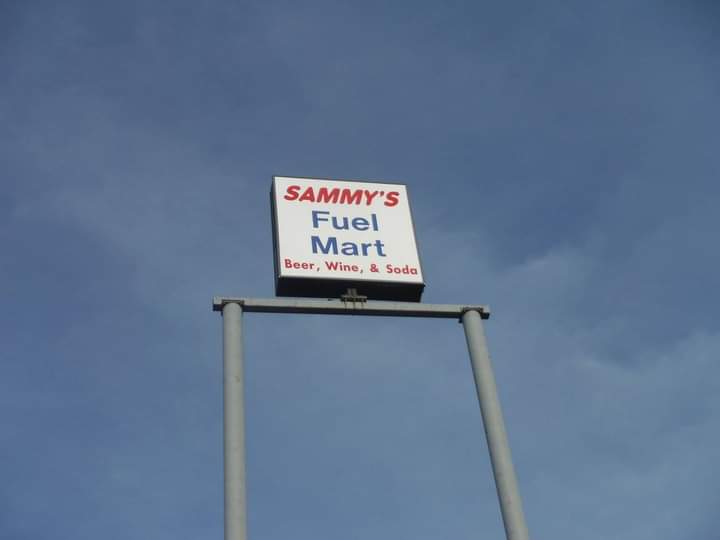 SAMMY'S
Fuel
Mart
Beer, Wine, & Soda